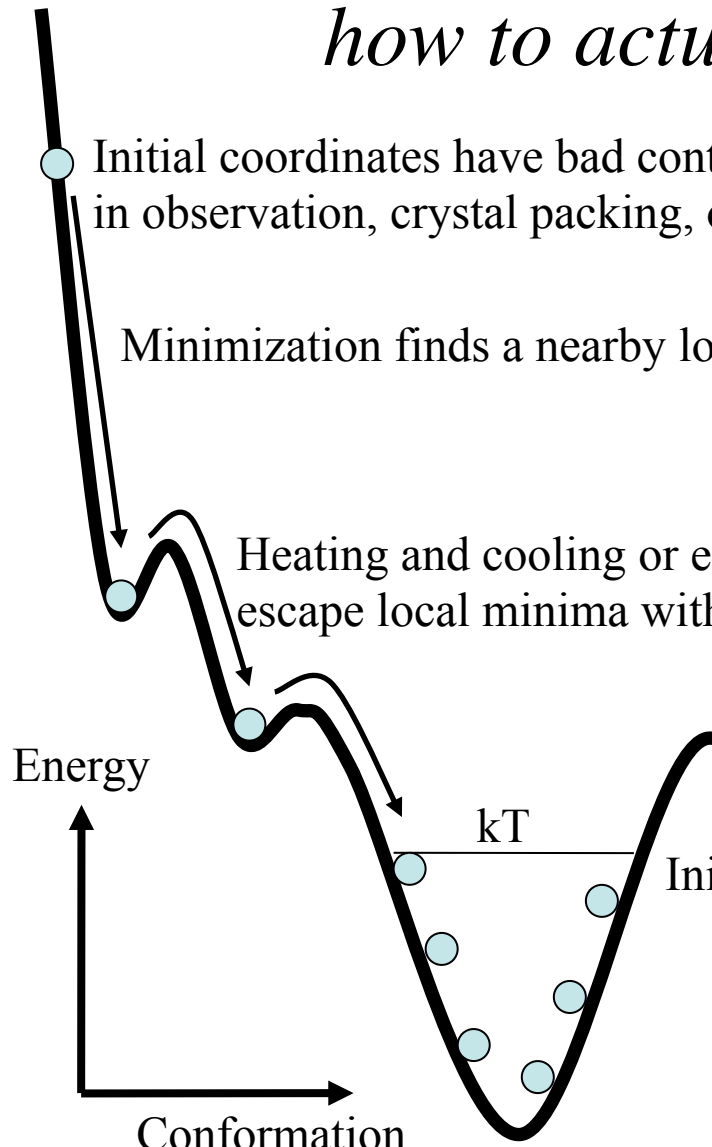 how to actu
Initial coordinates have bad cont
in observation, crystal packing,
Minimization finds a nearby lo
Heating and cooling or e
escape local minima with
Energy
kT
Ini
Conformation